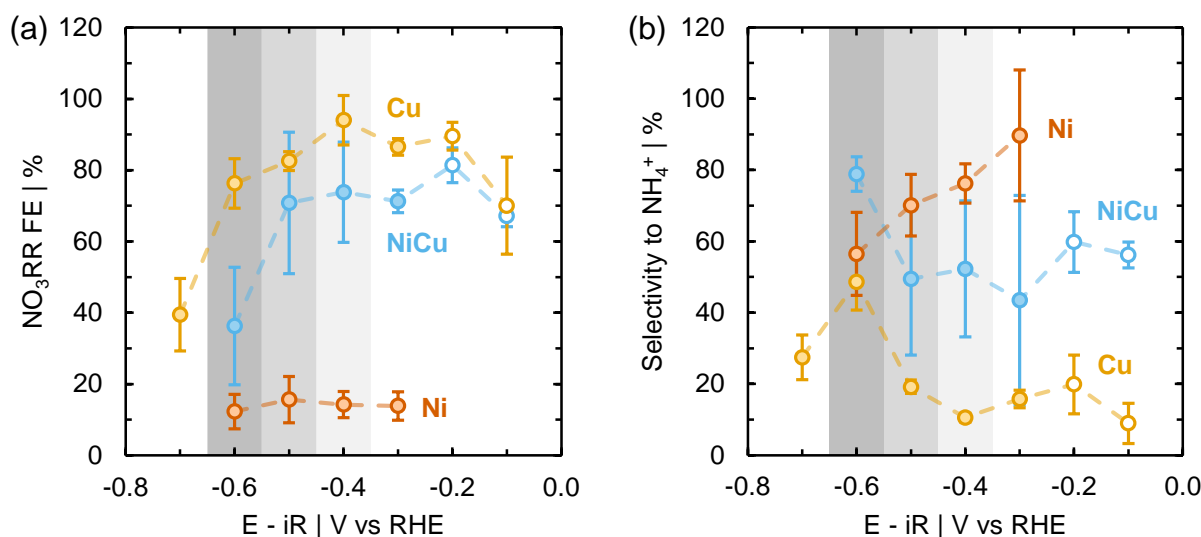 (a)
NO₃RR FE | %
120
100
80
60
40
20
0
Cu
NiCu
Ni
-0.8 -0.6 -0.4 -0.2 0.0
E - iR | V vs RHE
(b)
Selectivity to NH₄⁺ | %
120
100
80
60
40
20
0
Ni
NiCu
Cu
-0.8 -0.6 -0.4 -0.2 0.0
E - iR | V vs RHE